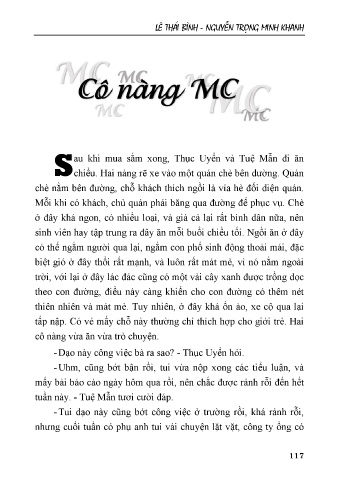 LÊ THÁI BÌNH - NGUYỄN TRỌNG MINH KHANH
MC MC MC MC MC MC
Cô nàng MC
Sau khi mua sắm xong, Thục Uyển và Tuệ Mẫn đi ăn
chiều. Hai nàng rẽ xe vào một quán chè bên đường. Quán
chè nằm bên đường, chỗ khách thích ngồi là vỉa hè đối diện quán.
Mỗi khi có khách, chủ quán phải băng qua đường để phục vụ. Chè
ở đây khá ngon, có nhiều loại, và giá cả lại rất bình dân nữa, nên
sinh viên hay tập trung ra đây ăn mỗi buổi chiều tối. Ngồi ăn ở đây
có thể ngắm người qua lại, ngắm con phố sinh động thoải mái, đặc
biệt gió ở đây thổi rất mạnh, và luôn rất mát mẻ, vì nó nằm ngoài
trời, với lại ở đây lác đác cũng có một vài cây xanh được trồng dọc
theo con đường, điều này càng khiến cho con đường có thêm nét
thiên nhiên và mát mẻ. Tuy nhiên, ở đây khá ồn ào, xe cộ qua lại
tấp nập. Có vẻ mấy chỗ này thường chỉ thích hợp cho giới trẻ. Hai
cô nàng vừa ăn vừa trò chuyện.
- Dạo này công việc bà ra sao? - Thục Uyển hỏi.
- Uhm, cũng bớt bận rồi, tui vừa nộp xong các tiểu luận, và
mấy bài báo cáo ngày hôm qua rồi, nên chắc được rảnh rỗi đến hết
tuần này. - Tuệ Mẫn tươi cười đáp.
- Tui dạo này cũng bớt công việc ở trường rồi, khá rảnh rỗi,
nhưng cuối tuần có phụ anh tui vài chuyện lặt vặt, công ty ổng có
117